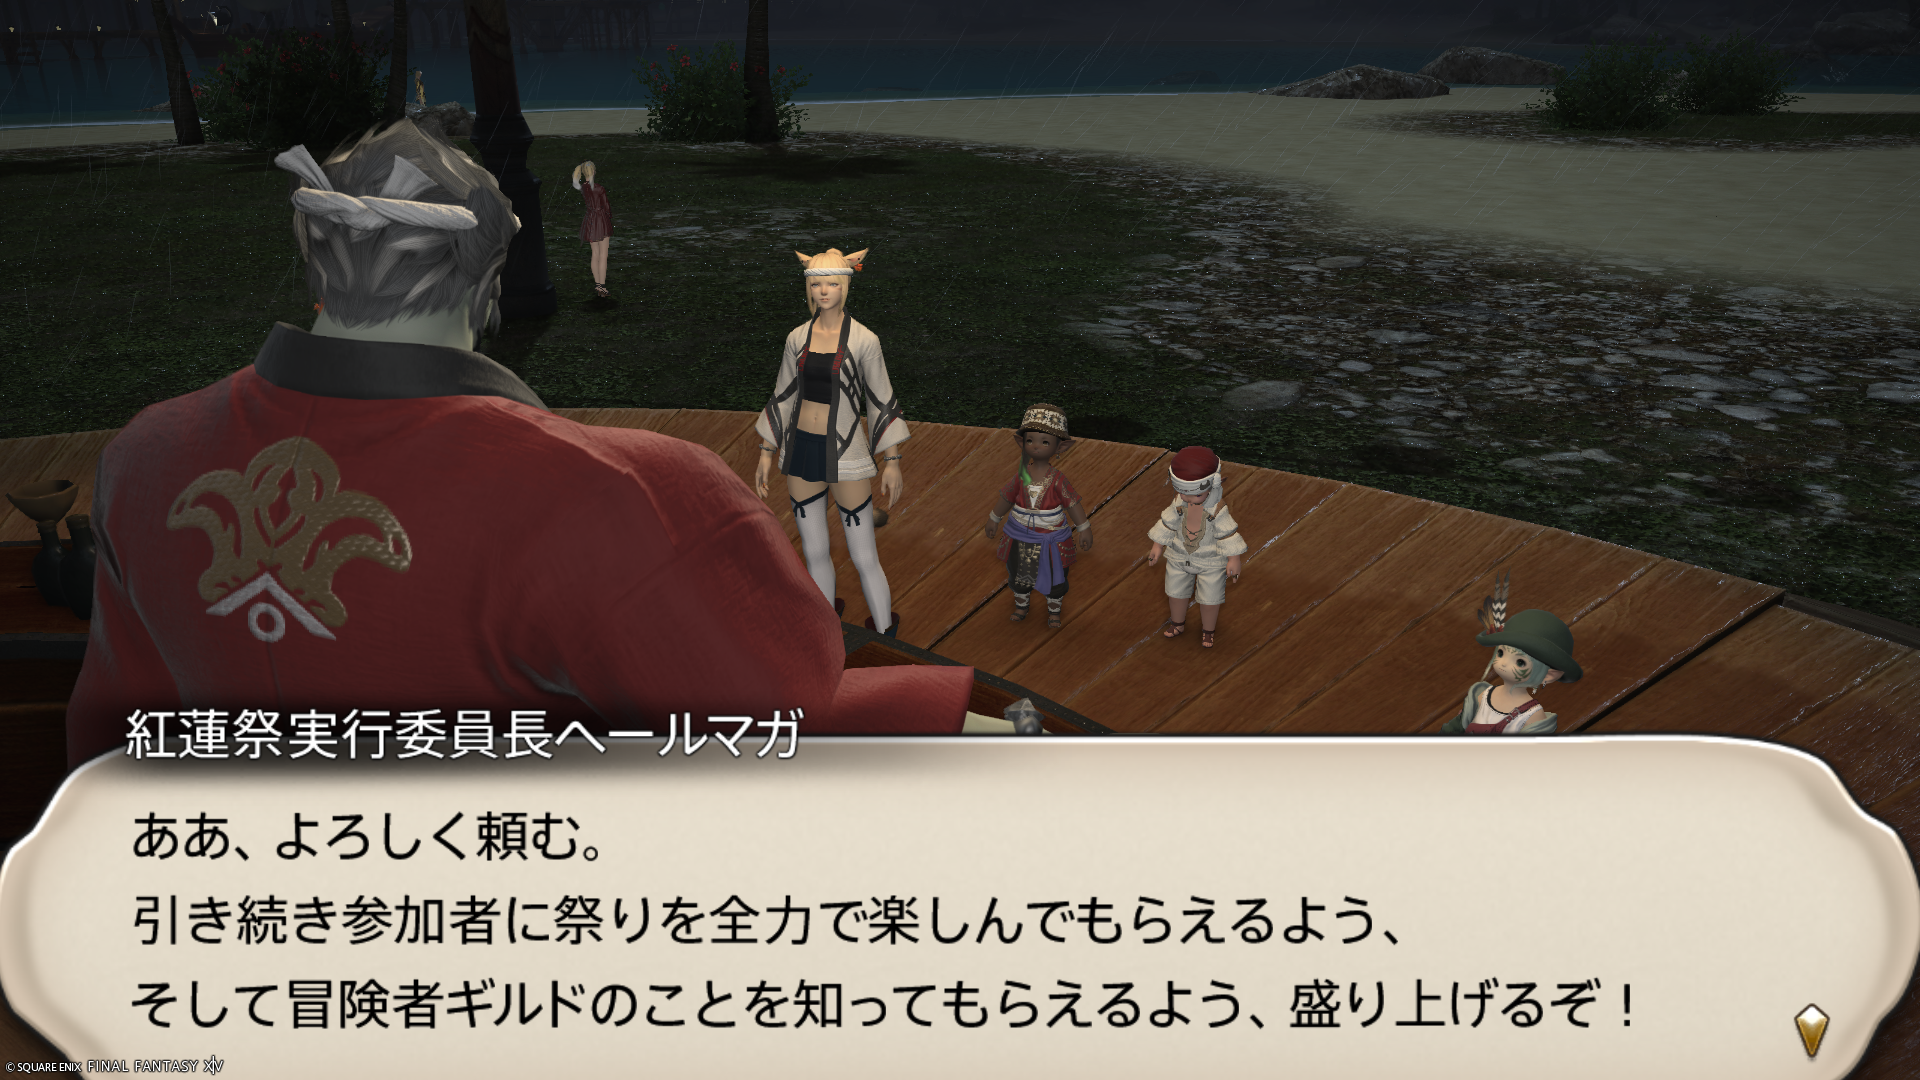 紅蓮祭実行委員長ヘールマガ
ああ、よろしく頼む。
引き続き参加者に祭りを全力で楽しんでもらえるよう、
そして冒険者ギルドのことを知ってもらえるよう、盛り上げるぞ！
© SQUARE ENIX FINAL FANTASY XIV